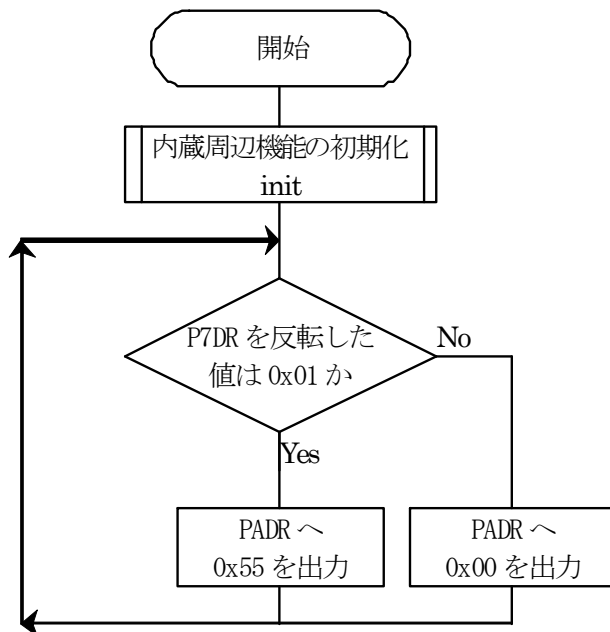 開始
内蔵周辺機能の初期化
init
P7DR を反転した
値は 0x01 か
No
Yes
PADR へ
0x55 を出力
PADR へ
0x00 を出力